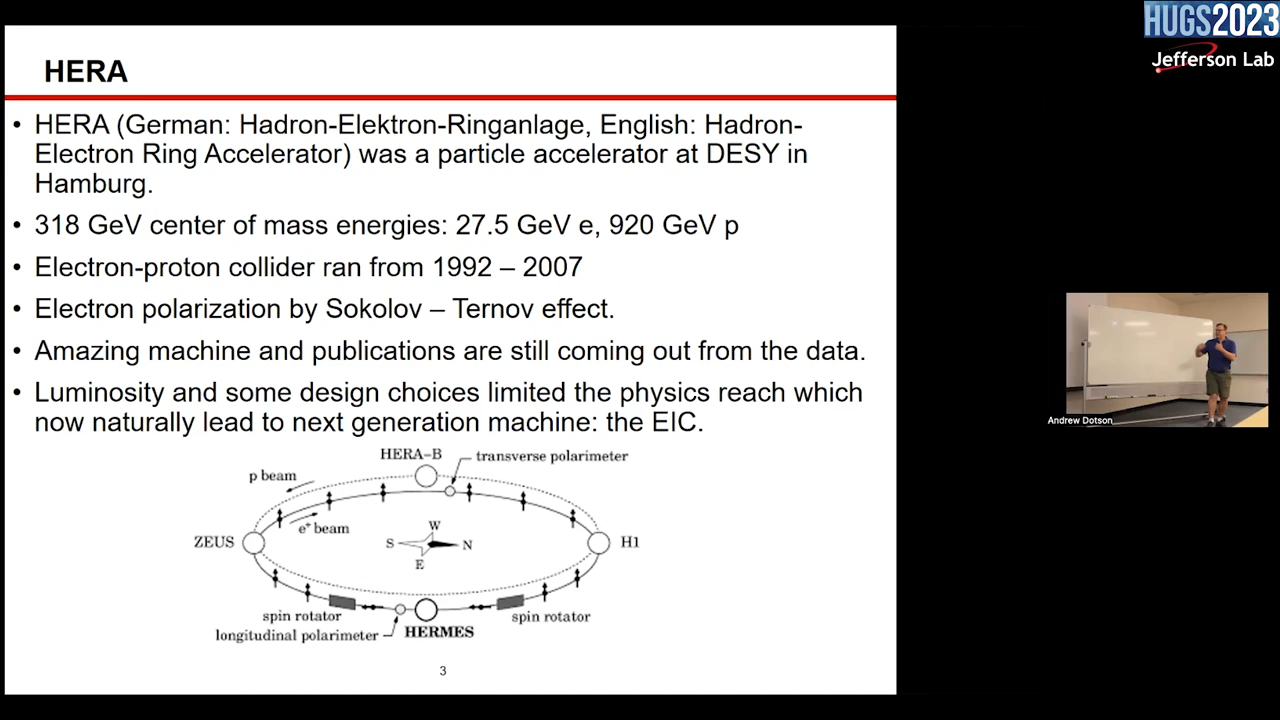 HUGS2023
Jefferson Lab
HERA
• HERA (German: Hadron-Elektron-Ringanlage, English: Hadron-
Electron Ring Accelerator) was a particle accelerator at DESY in
Hamburg.
• 318 GeV center of mass energies: 27.5 GeV e, 920 GeV p
• Electron-proton collider ran from 1992 – 2007
• Electron polarization by Sokolov – Ternov effect.
• Amazing machine and publications are still coming out from the data.
• Luminosity and some design choices limited the physics reach which
now naturally lead to next generation machine: the EIC.
HERA–B
transverse polarimeter
p beam
e⁺ beam
W
ZEUS
S
N
H1
E
spin rotator
spin rotator
longitudinal polarimeter
HERMES
3
Andrew Dotson